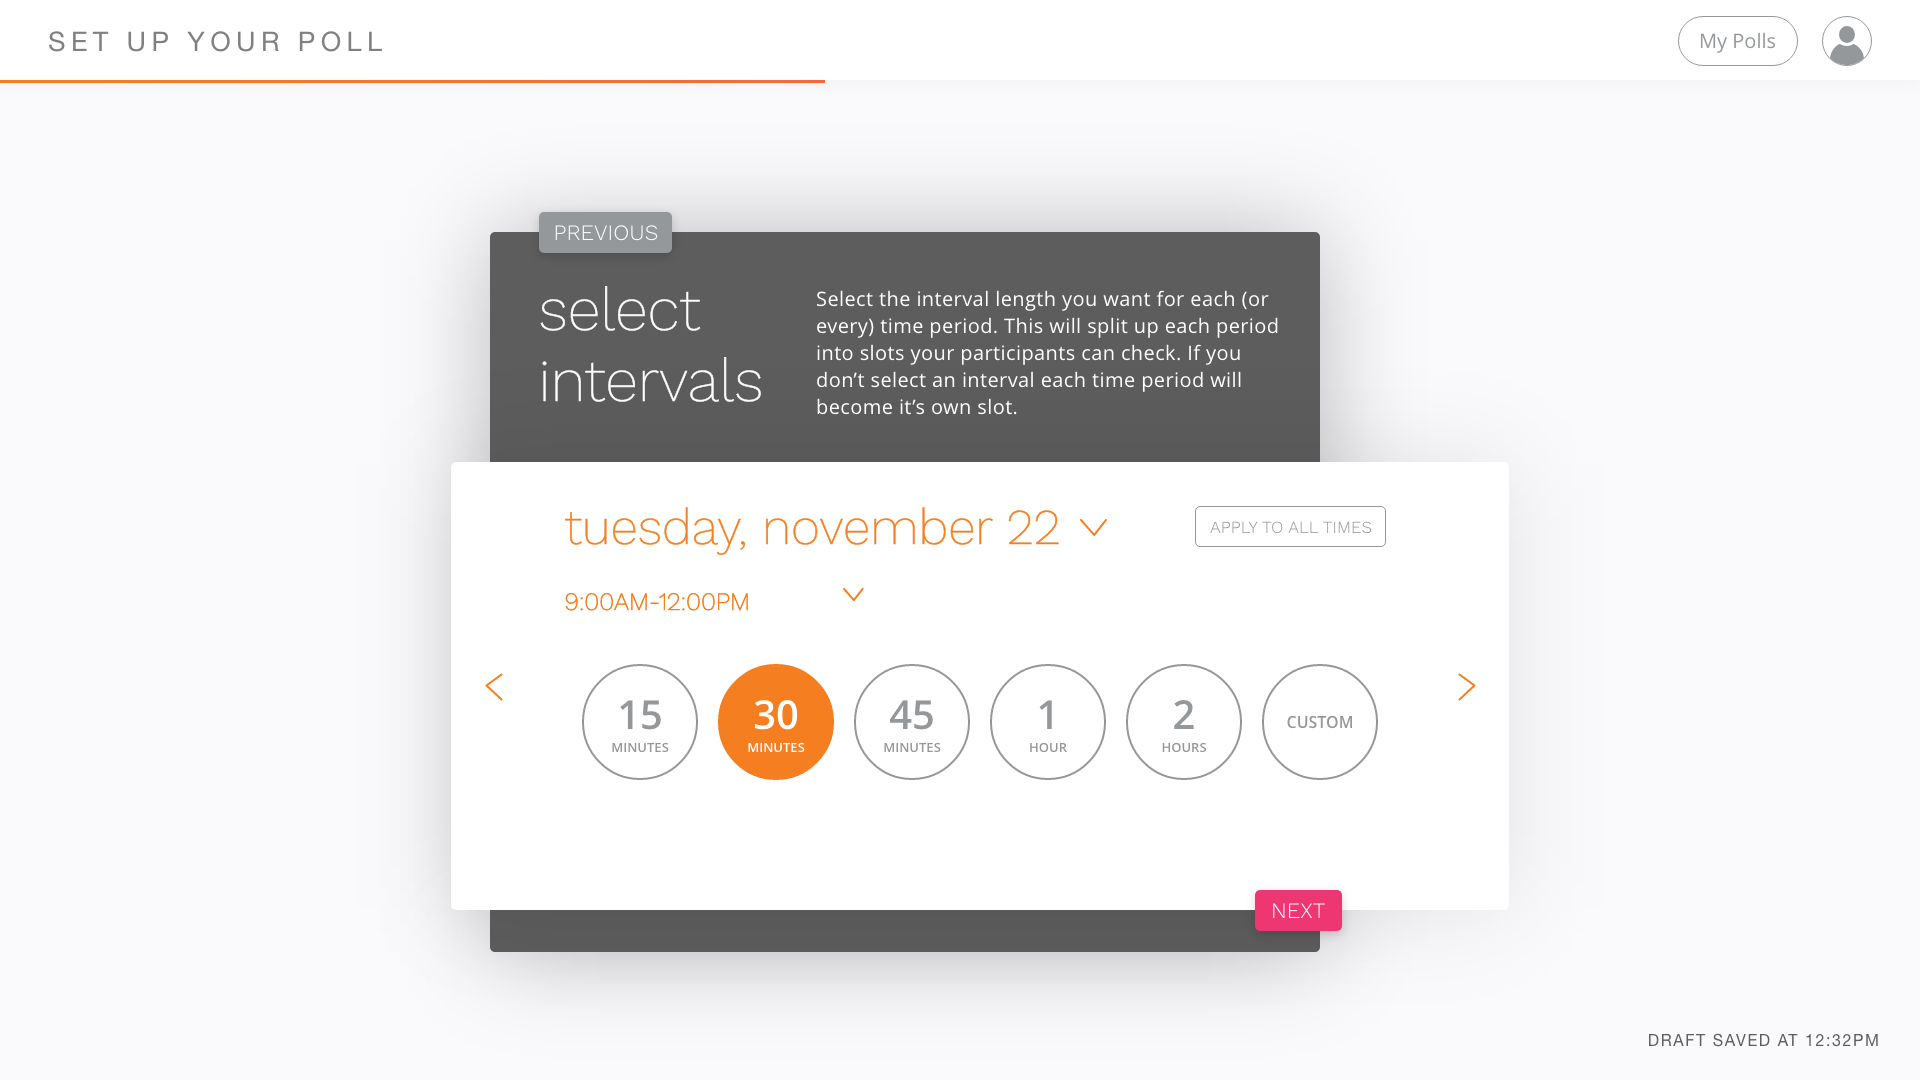 SET UP YOUR POLL
My Polls
PREVIOUS
select
intervals
Select the interval length you want for each (or
every) time period. This will split up each period
into slots your participants can check. If you
don’t select an interval each time period will
become it’s own slot.
tuesday, november 22
APPLY TO ALL TIMES
9:00AM-12:00PM
15
MINUTES
30
MINUTES
45
MINUTES
1
HOUR
2
HOURS
CUSTOM
NEXT
DRAFT SAVED AT 12:32PM